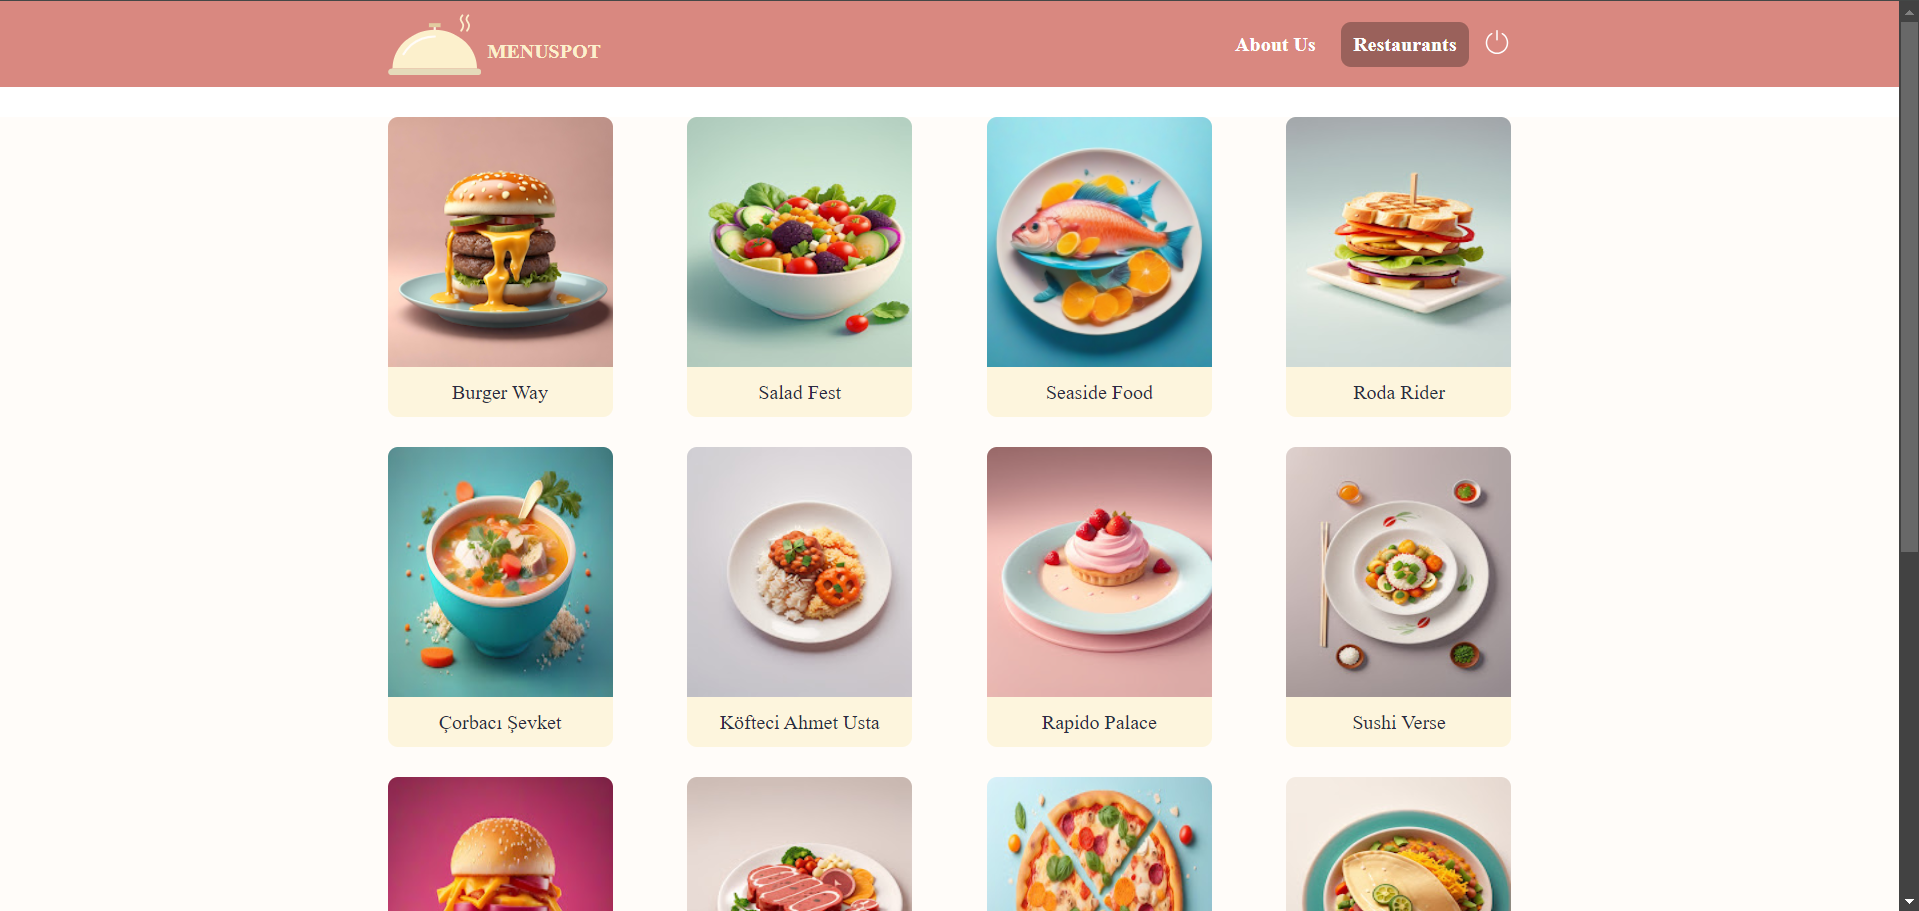 MENUSPOT
About Us
Restaurants
Burger Way
Salad Fest
Seaside Food
Roda Rider
Çorbacı Şevket
Köfteci Ahmet Usta
Rapido Palace
Sushi Verse